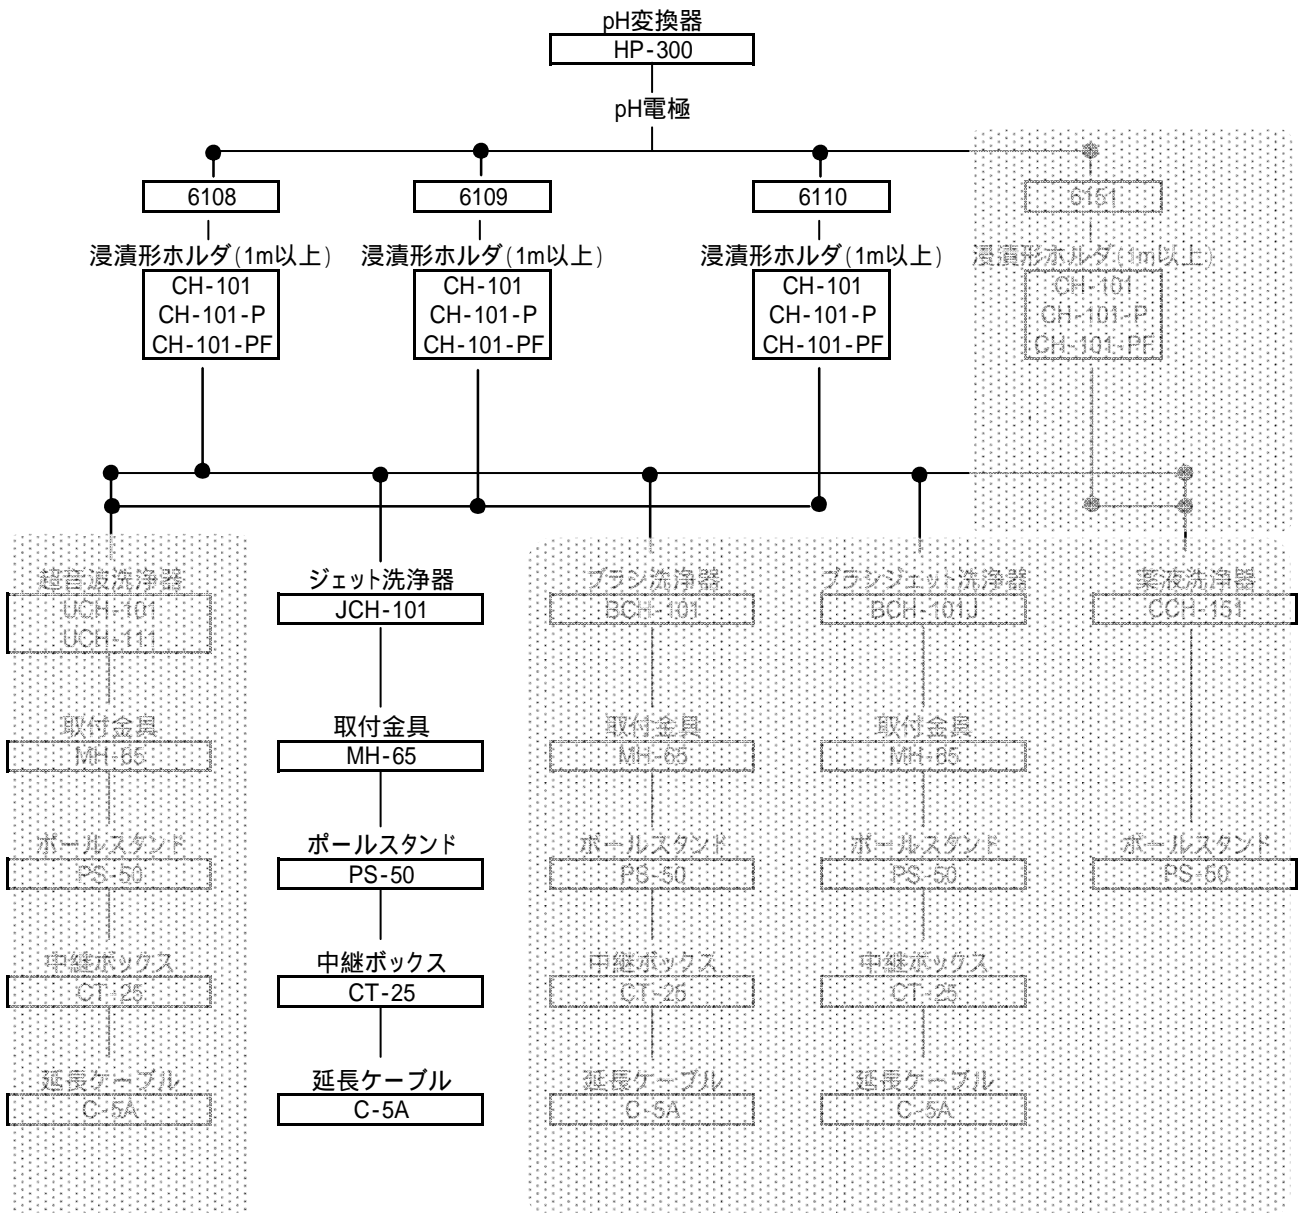 pH変換器
HP-300
pH電極
6108
6109
6110
6151
浸漬形ホルダ(1m以上)
浸漬形ホルダ(1m以上)
浸漬形ホルダ(1m以上)
浸漬形ホルダ(1m以上)
CH-101
CH-101-P
CH-101-PF
CH-101
CH-101-P
CH-101-PF
CH-101
CH-101-P
CH-101-PF
CH-101
CH-101-P
CH-101-PF
超音波洗浄器
UCH-101
UCH-111
取付金具
MH-65
ポールスタンド
PS-50
中継ボックス
CT-25
延長ケーブル
C-5A
ジェット洗浄器
JCH-101
取付金具
MH-65
ポールスタンド
PS-50
中継ボックス
CT-25
延長ケーブル
C-5A
ブラシ洗浄器
BCH-101
取付金具
MH-65
ポールスタンド
PS-50
中継ボックス
CT-25
延長ケーブル
C-5A
ブラシジェット洗浄器
BCH-101J
取付金具
MH-65
ポールスタンド
PS-50
中継ボックス
CT-25
延長ケーブル
C-5A
薬液洗浄器
CCH-151
ポールスタンド